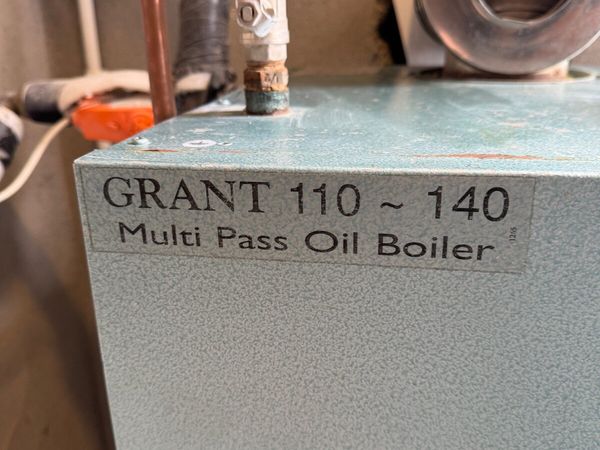 GRANT 110 ~ 140
Multi Pass Oil Boiler